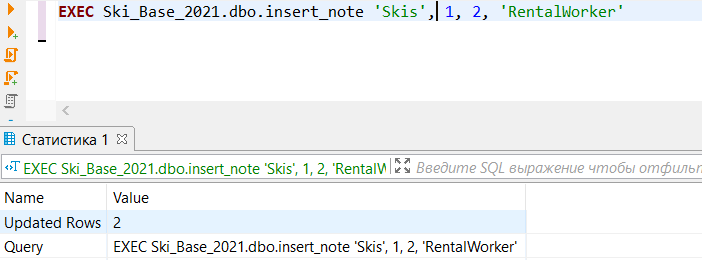 EXEC Ski_Base_2021.dbo.insert_note 'Skis', 1, 2, 'RentalWorker'
Статистика 1
EXEC Ski_Base_2021.dbo.insert_note 'Skis', 1, 2, 'RentalW
Введите SQL выражение чтобы отфильт
Name Value
Updated Rows 2
Query EXEC Ski_Base_2021.dbo.insert_note 'Skis', 1, 2, 'RentalWorker'